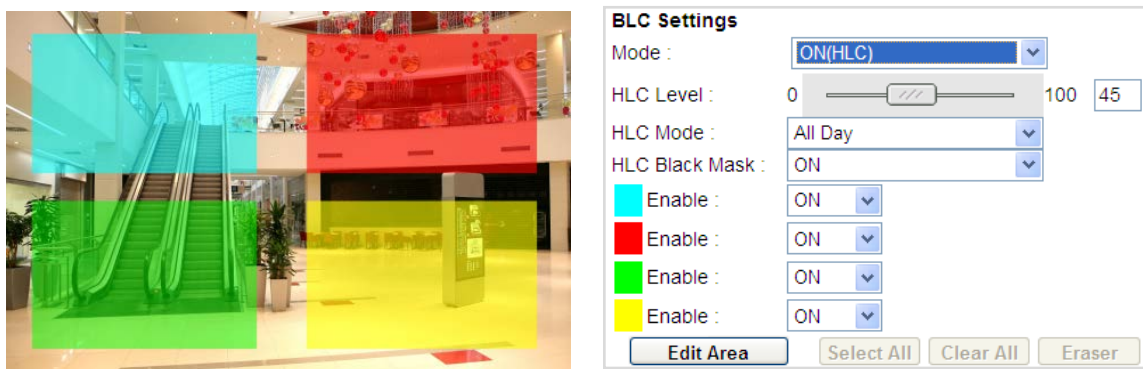 BLC Settings
Mode : ON(HLC)
HLC Level : 0 100 45
HLC Mode : All Day
HLC Black Mask : ON
Enable : ON
Enable : ON
Enable : ON
Enable : ON
Edit Area Select All Clear All Eraser